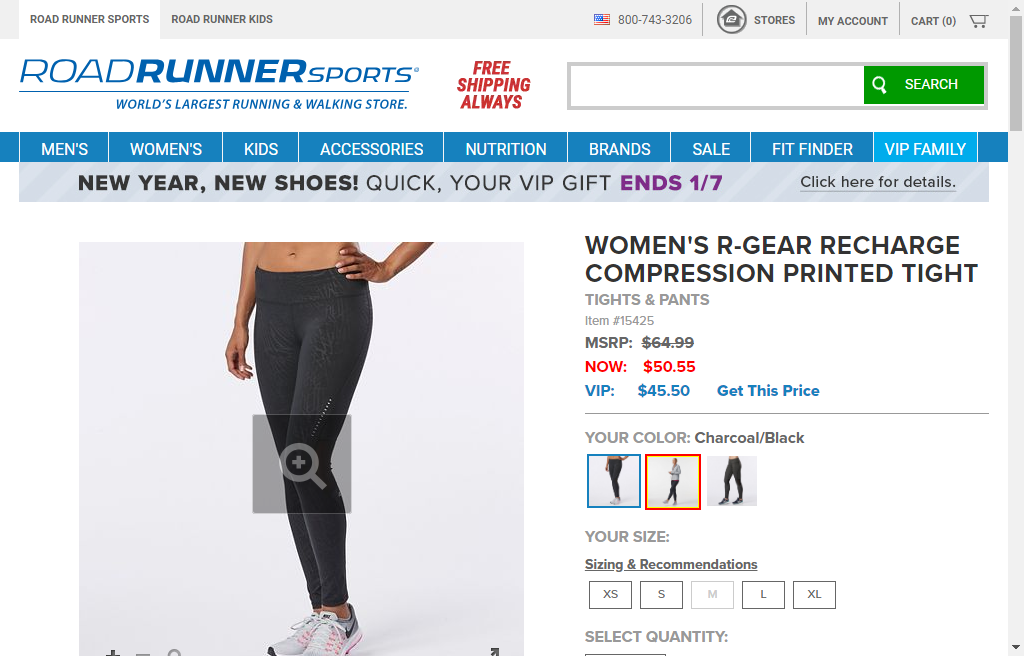 ROAD RUNNER SPORTS
ROAD RUNNER KIDS
800-743-3206
STORES
MY ACCOUNT
CART (0)
ROADRUNNERSPORTS
WORLD'S LARGEST RUNNING & WALKING STORE.
FREE
SHIPPING
ALWAYS
SEARCH
MEN'S
WOMEN'S
KIDS
ACCESSORIES
NUTRITION
BRANDS
SALE
FIT FINDER
VIP FAMILY
NEW YEAR, NEW SHOES! QUICK, YOUR VIP GIFT ENDS 1/7
Click here for details.
WOMEN'S R-GEAR RECHARGE
COMPRESSION PRINTED TIGHT
TIGHTS & PANTS
Item #15425
MSRP: $64.99
NOW: $50.55
VIP: $45.50 Get This Price
YOUR COLOR: Charcoal/Black
YOUR SIZE:
Sizing & Recommendations
XS
S
M
L
XL
SELECT QUANTITY: